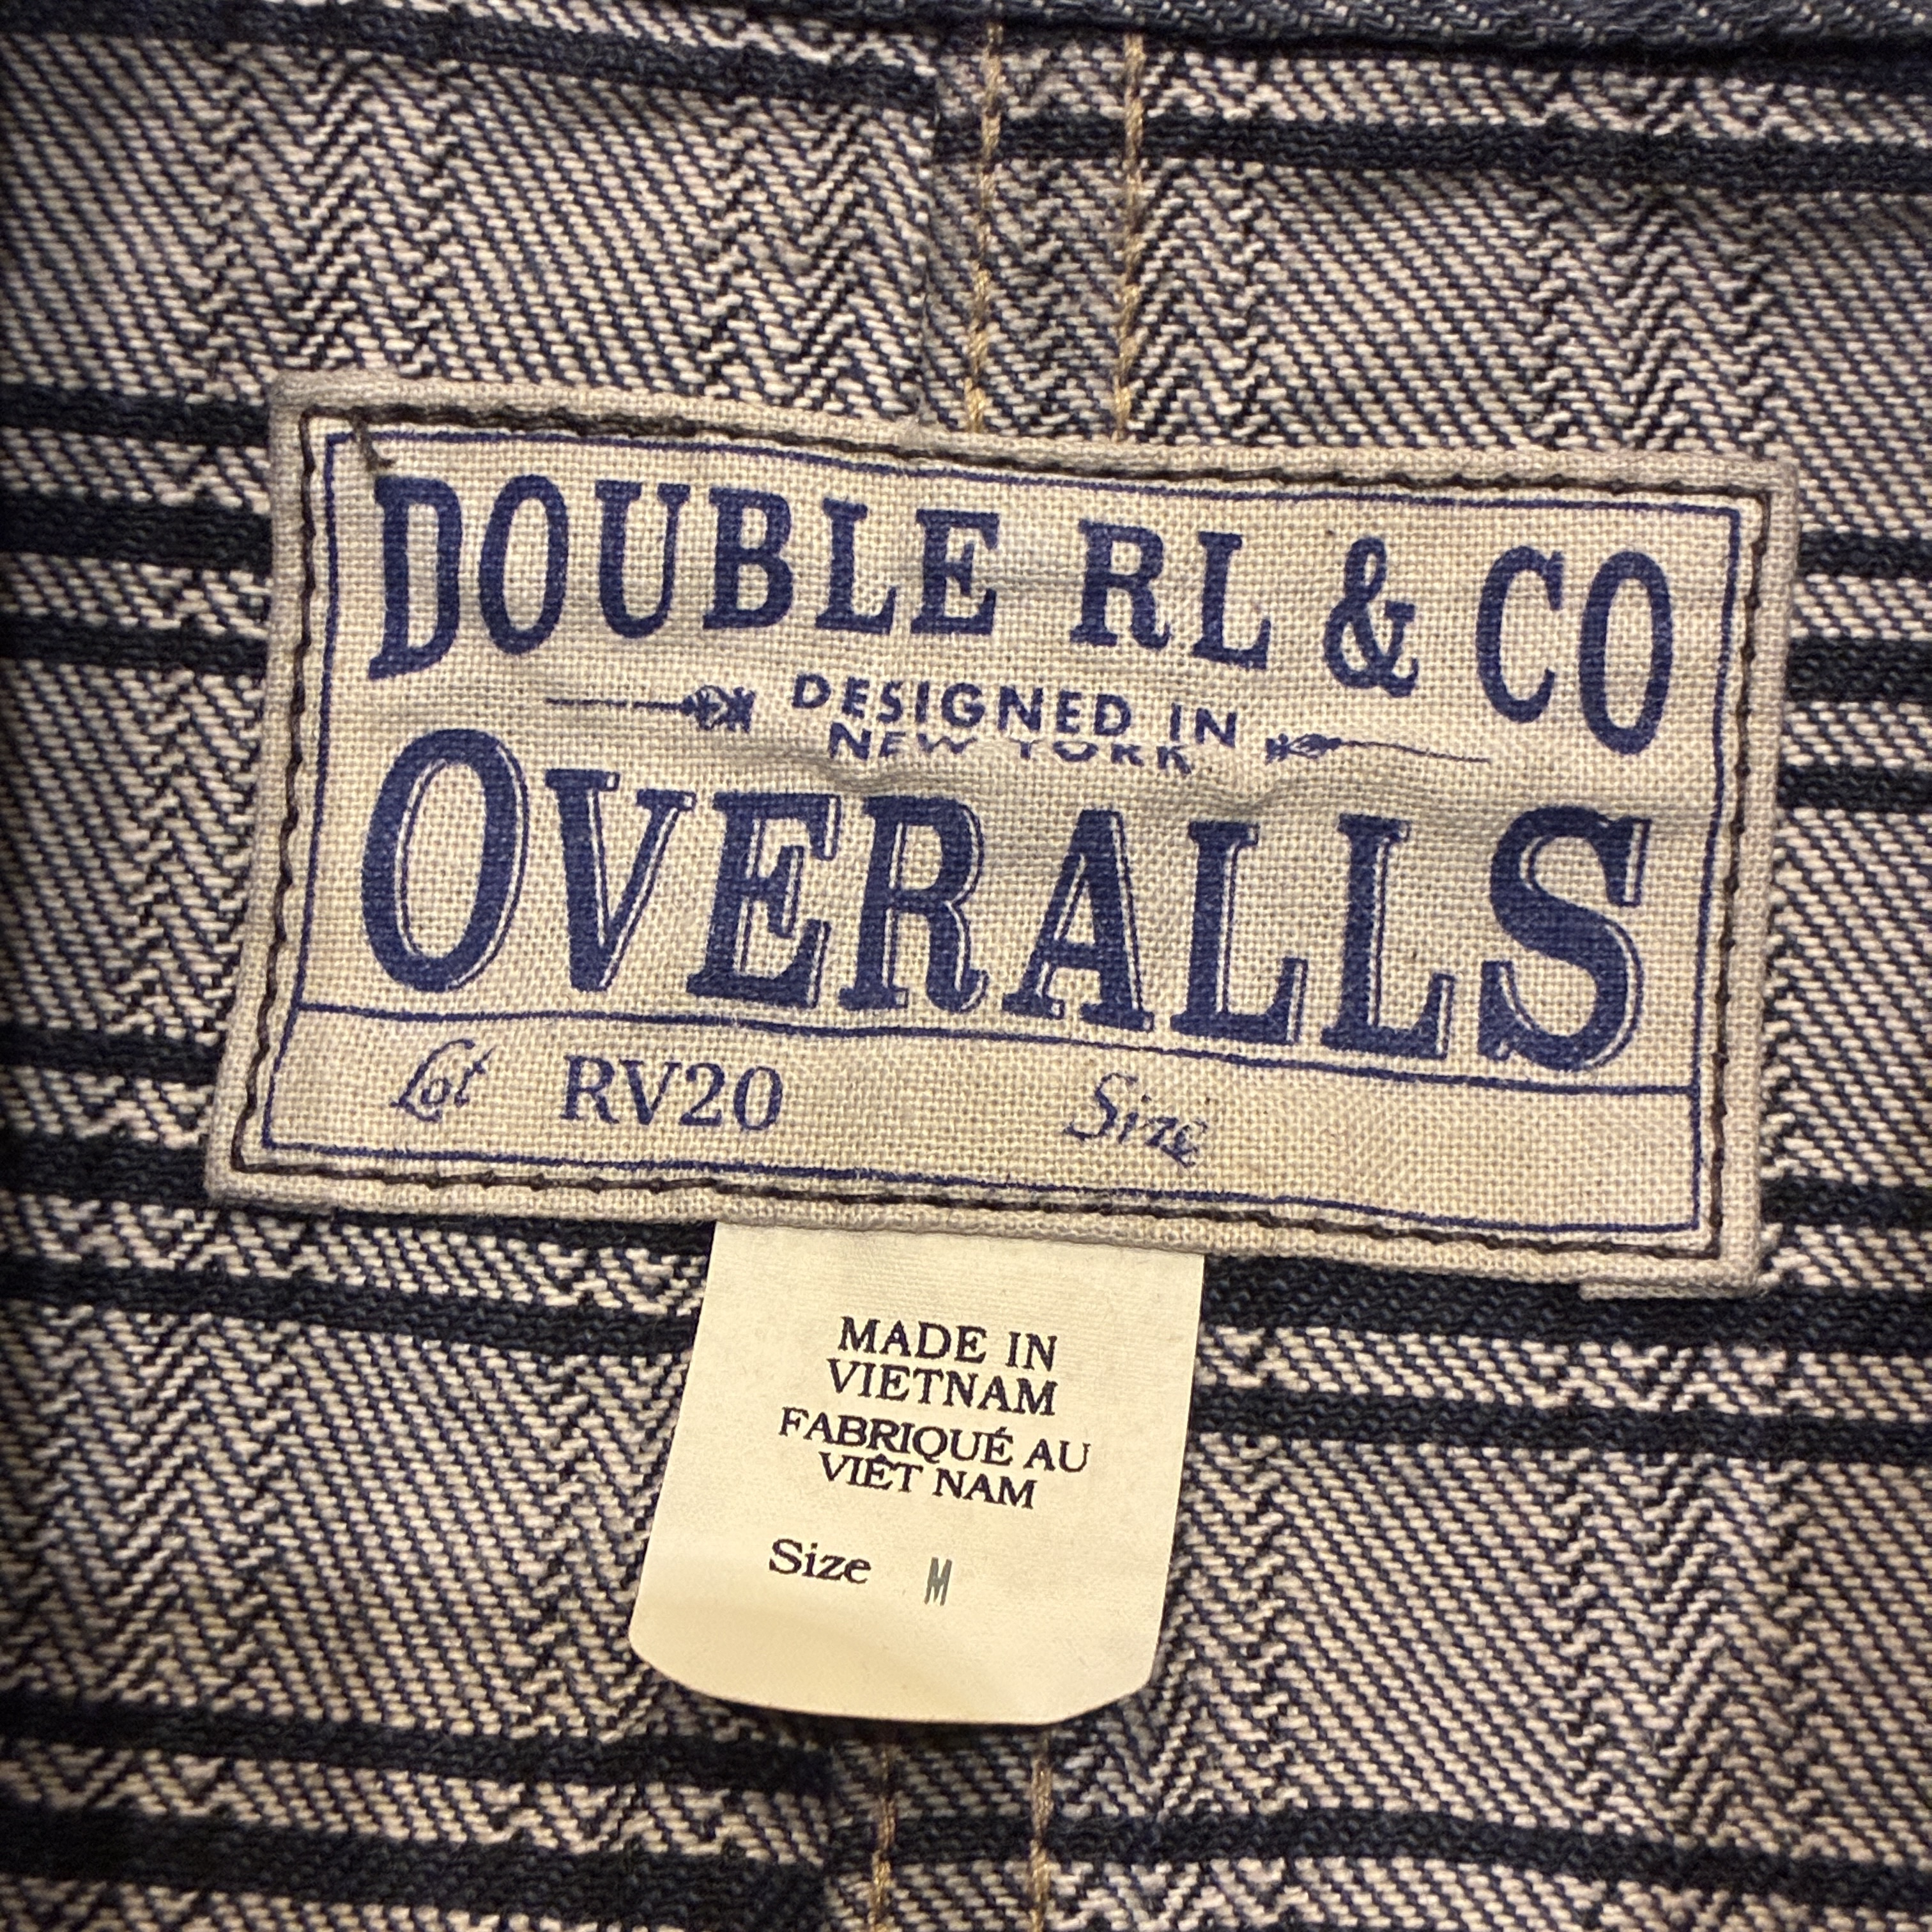 DOUBLE RL & CO
DESIGNED IN
NEW YORK
OVERALLS
Lot RV20 Size
MADE IN
VIETNAM
FABRIQUÉ AU
VIÊT NAM
Size M